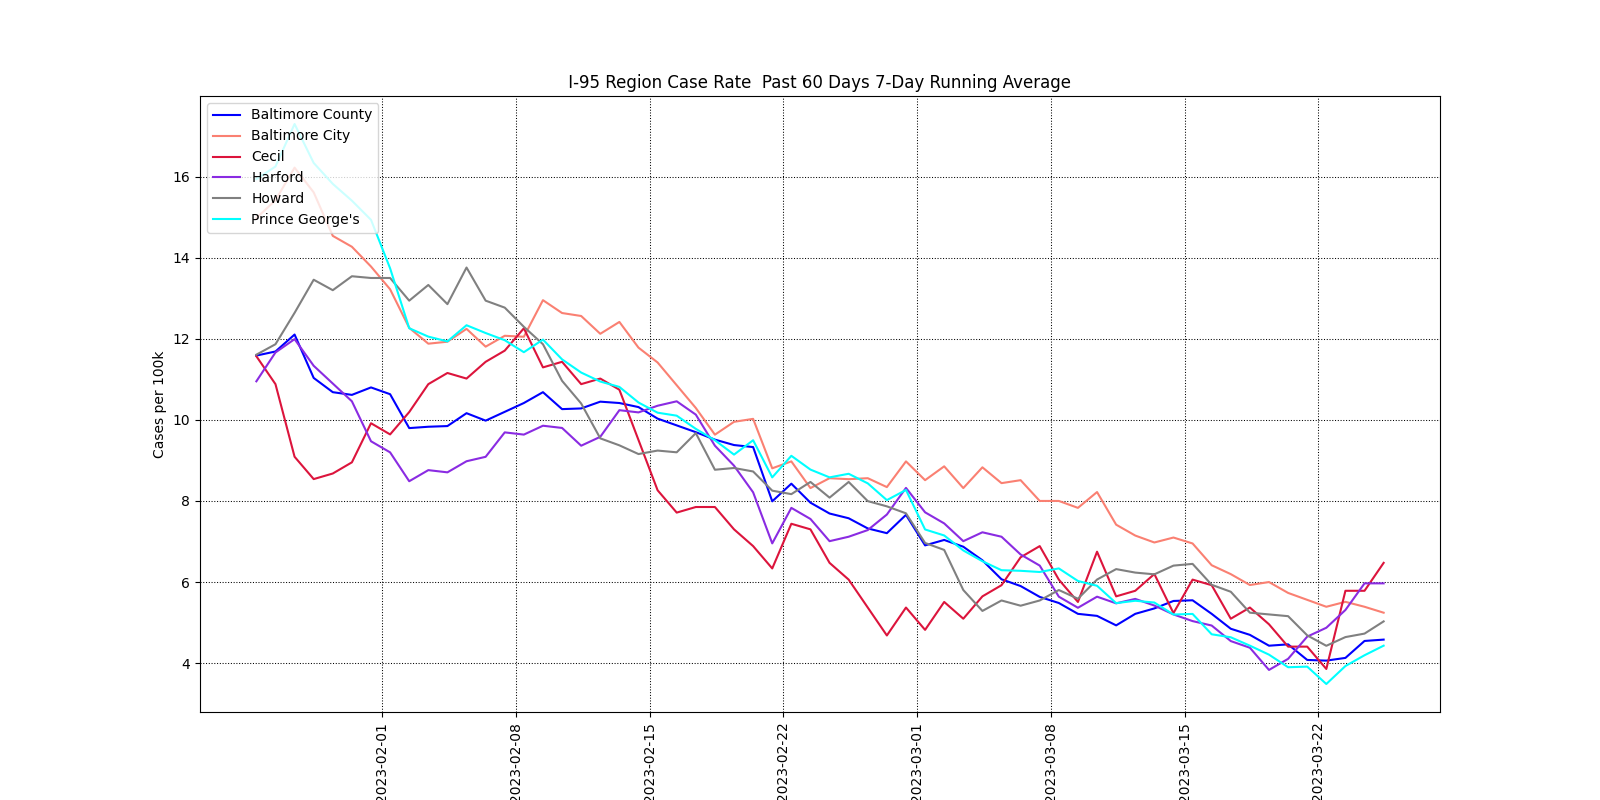 I-95 Region Case Rate  Past 60 Days 7-Day Running Average
Baltimore County
Baltimore City
Cecil
Harford
Howard
Prince George's
Cases per 100k
16
14
12
10
8
6
4
2023-02-01
2023-02-08
2023-02-15
2023-02-22
2023-03-01
2023-03-08
2023-03-15
2023-03-22